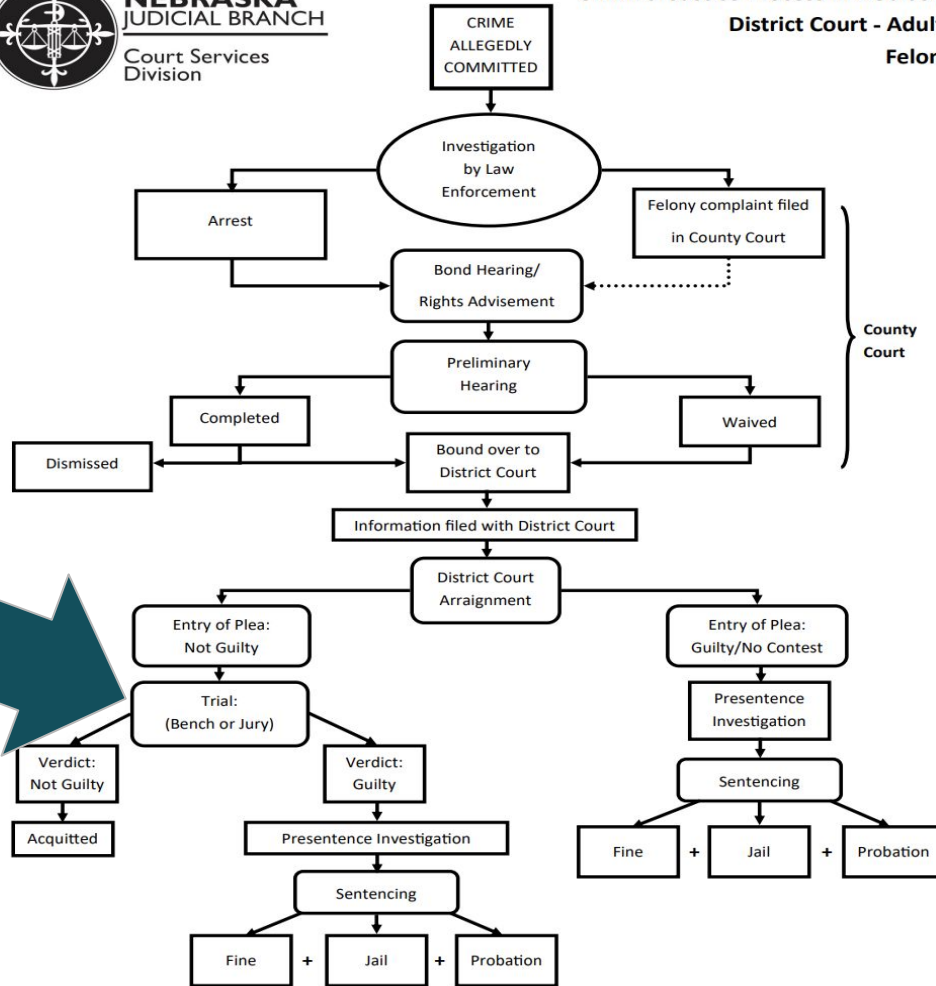 NEBRASKA
JUDICIAL BRANCH
Court Services
Division
District Court - Adul
Felon
CRIME
ALLEGEDLY
COMMITTED
Investigation
by Law
Enforcement
Arrest
Felony complaint filed
in County Court
Bond Hearing/
Rights Advisement
County
Court
Preliminary
Hearing
Completed
Waived
Dismissed
Bound over to
District Court
Information filed with District Court
District Court
Arraignment
Entry of Plea:
Not Guilty
Entry of Plea:
Guilty/No Contest
Trial:
(Bench or Jury)
Presentence
Investigation
Verdict:
Not Guilty
Verdict:
Guilty
Sentencing
Acquitted
Presentence Investigation
Fine + Jail + Probation
Sentencing
Fine + Jail + Probation